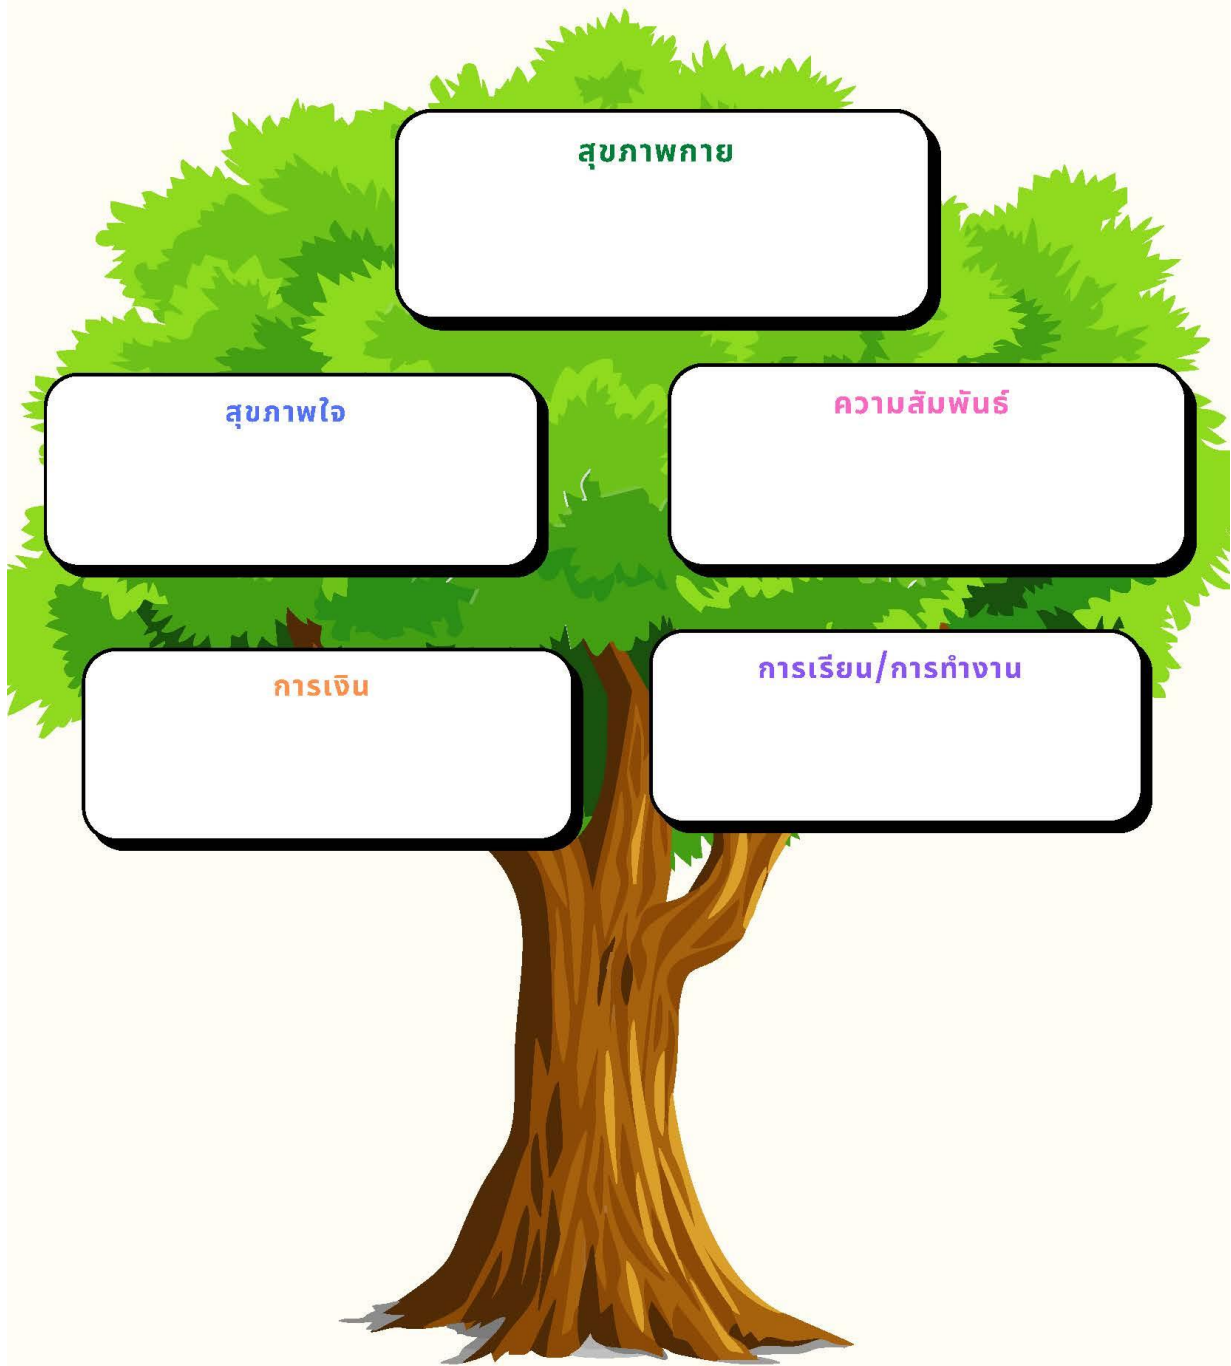 สุขภาพกาย
สุขภาพใจ
ความสัมพันธ์
การเงิน
การเรียน/การทำงาน